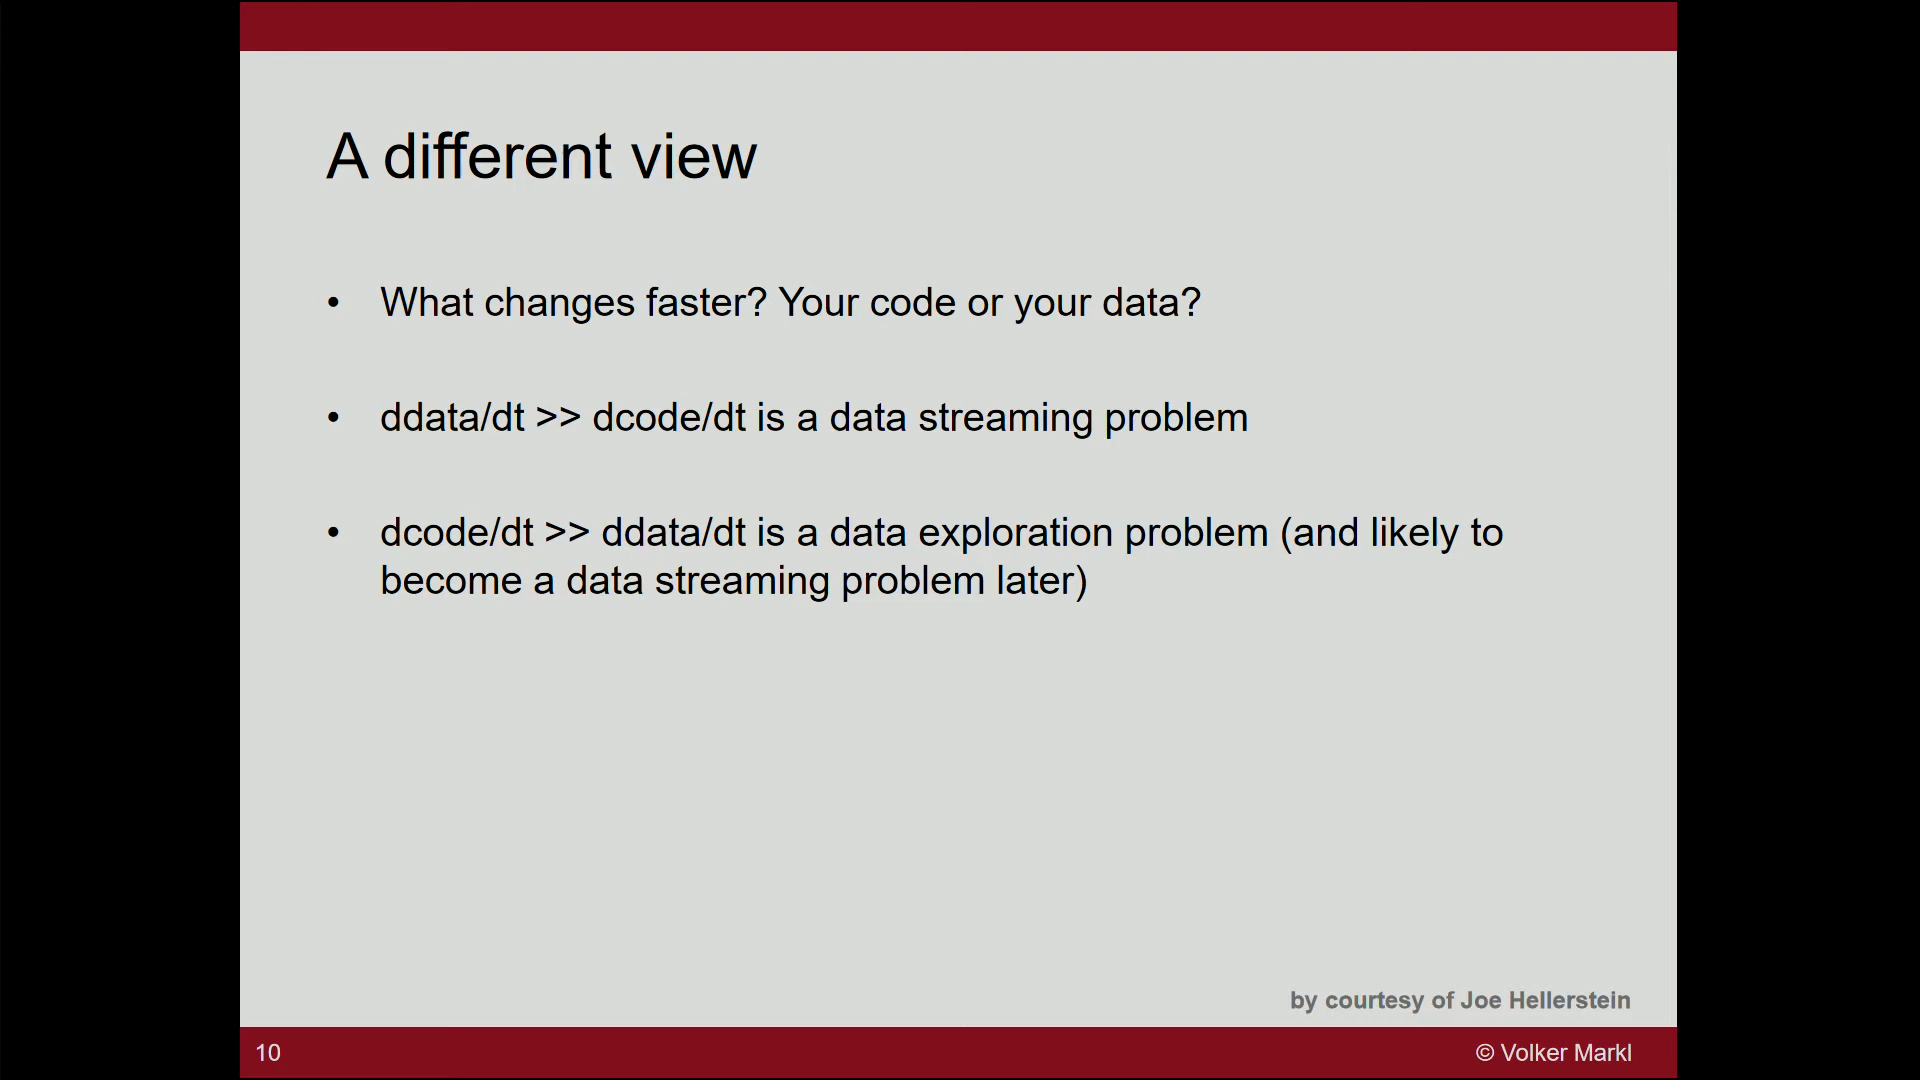 A different view
• What changes faster? Your code or your data?
• ddata/dt >> dcode/dt is a data streaming problem
• dcode/dt >> ddata/dt is a data exploration problem (and likely to
become a data streaming problem later)
by courtesy of Joe Hellerstein
10
© Volker Markl